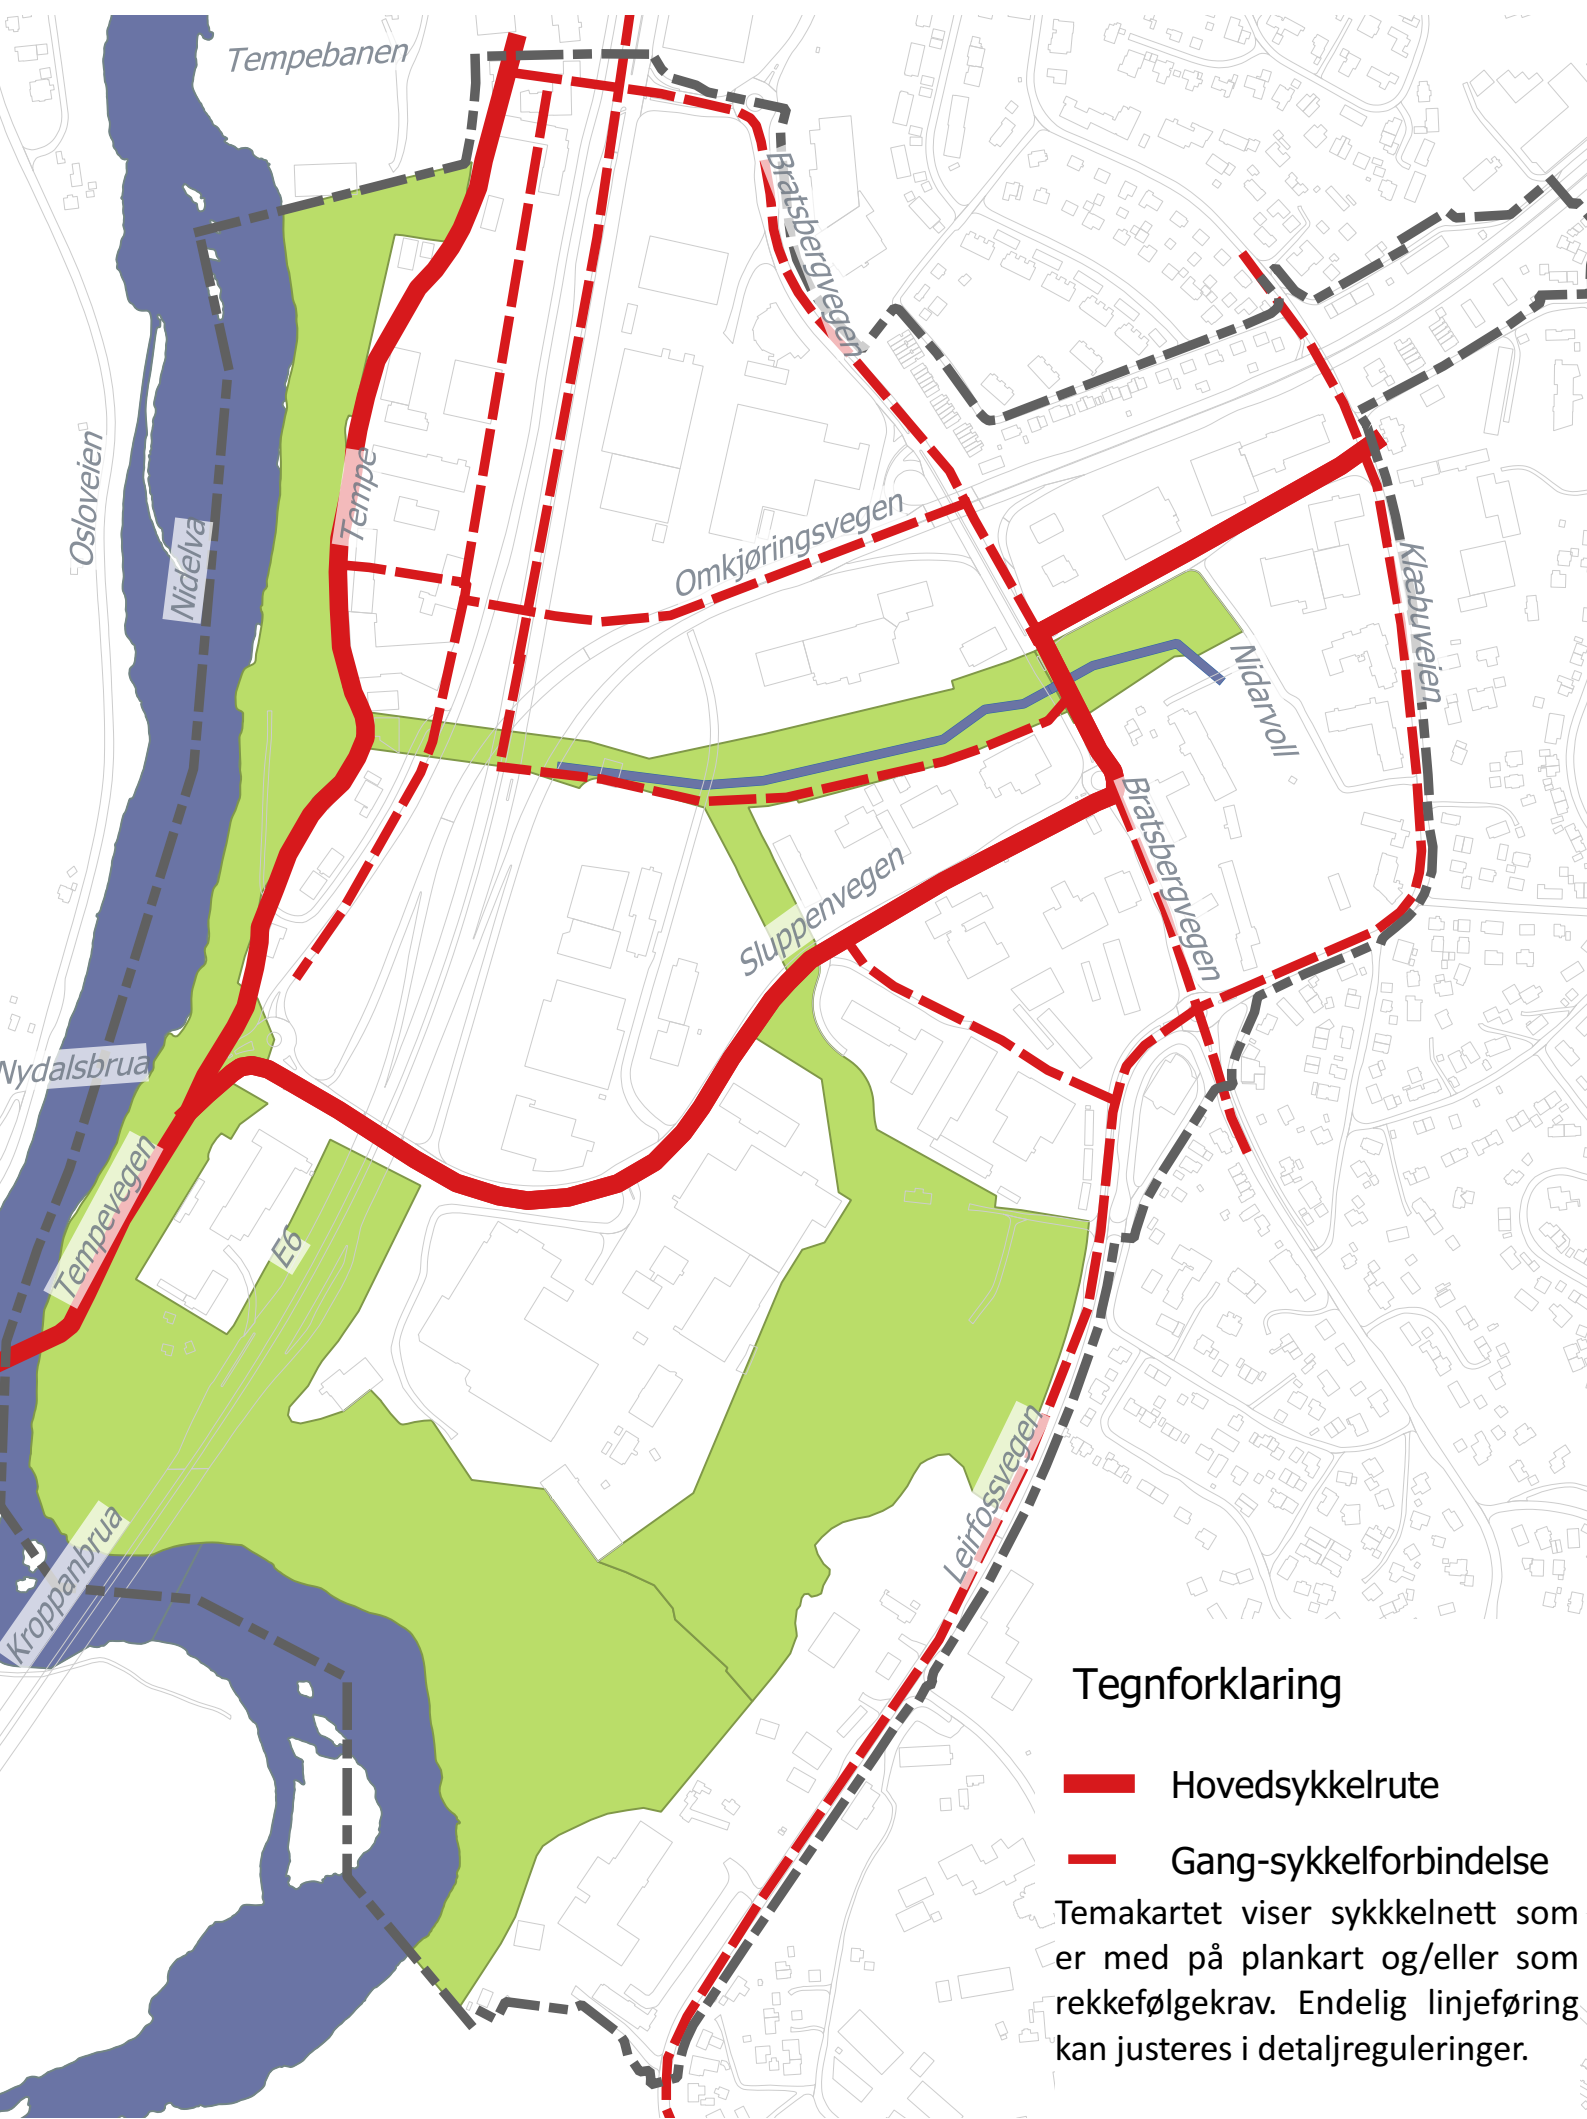 Tempebanen
Bratsbergvegen
Osloveien
Tempe
Nidelva
Omkjøringsvegen
Klæbuveien
Nidarvoll
Bratsbergvegen
Sluppenvegen
Nydalsbrua
Tempevegen
E6
Leirfossvegen
Kroppanbrua
Tegnforklaring
Hovedsykkelrute
Gang-sykkelforbindelse
Temakartet viser sykkkelnett som
er med på plankart og/eller som
rekkefølgekrav. Endelig linjeføring
kan justeres i detaljreguleringer.